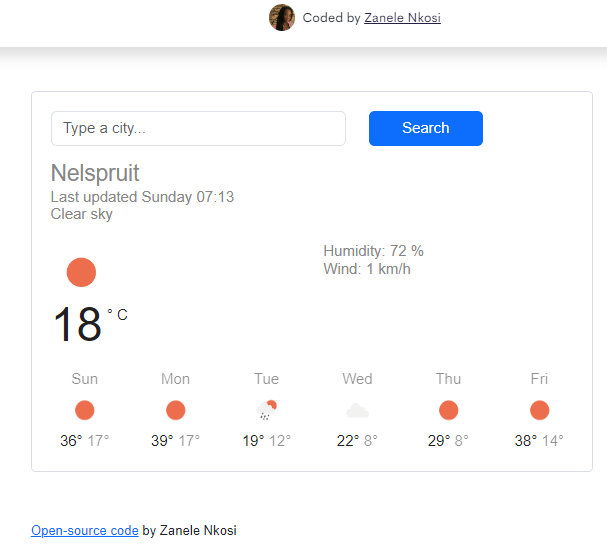 Coded by Zanele Nkosi
Type a city...
Search
Nelspruit
Last updated Sunday 07:13
Clear sky
Humidity: 72 %
Wind: 1 km/h
18 ° C
Sun Mon Tue Wed Thu Fri
36° 17° 39° 17° 19° 12° 22° 8° 29° 8° 38° 14°
Open-source code by Zanele Nkosi